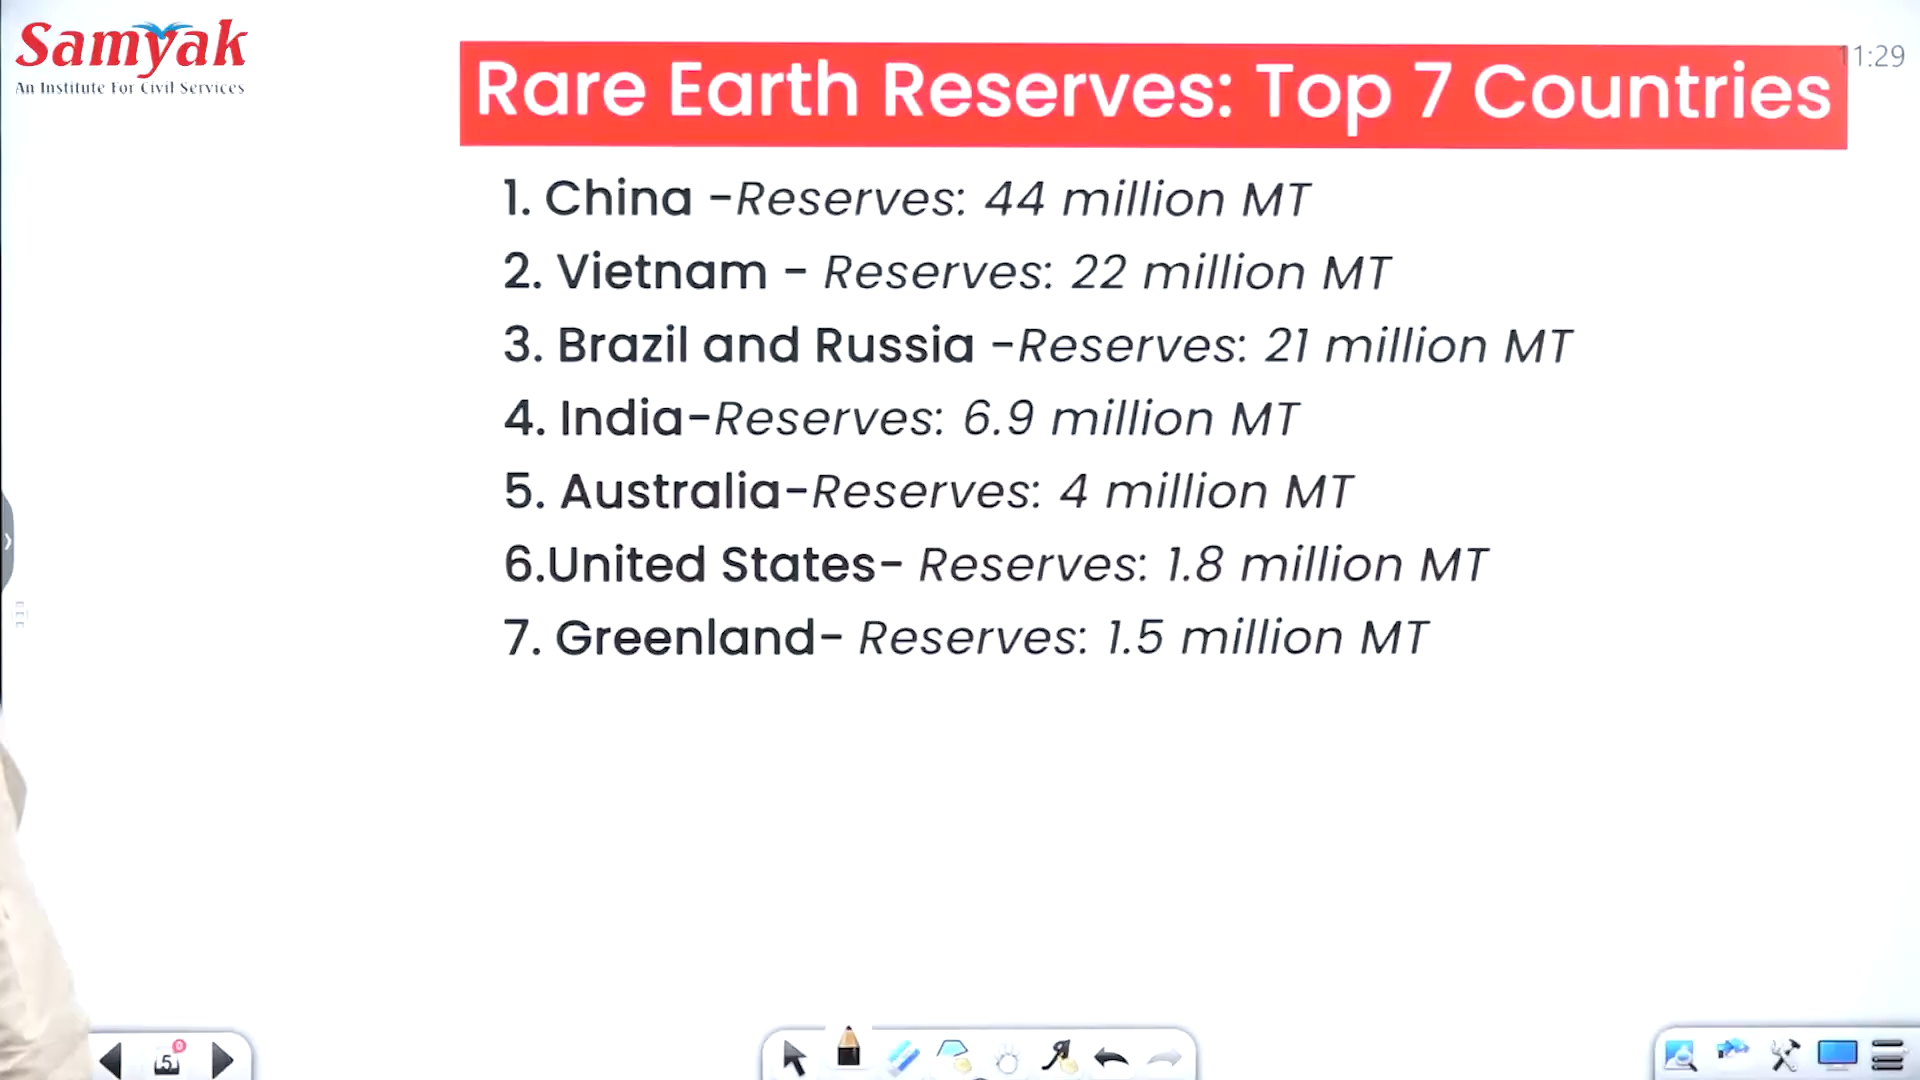 Samyak
An Institute For Civil Services
11:29
Rare Earth Reserves: Top 7 Countries
1. China -Reserves: 44 million MT
2. Vietnam - Reserves: 22 million MT
3. Brazil and Russia -Reserves: 21 million MT
4. India-Reserves: 6.9 million MT
5. Australia-Reserves: 4 million MT
6.United States- Reserves: 1.8 million MT
7. Greenland- Reserves: 1.5 million MT
5
0